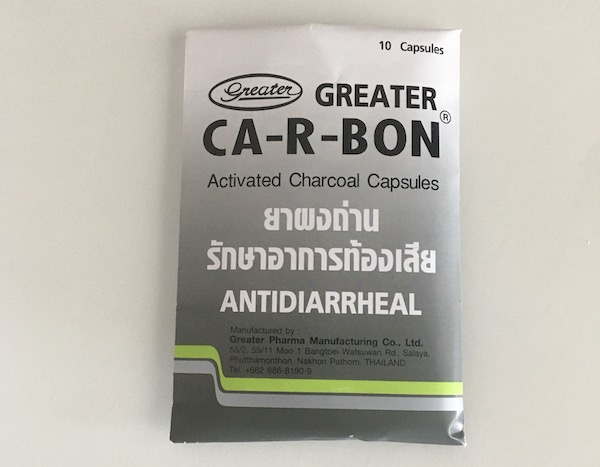 10 Capsules
Greater
GREATER
CA-R-BON®
Activated Charcoal Capsules
ยาผงถ่าน
รักษาอาการท้องเสีย
ANTIDIARRHEAL
Manufactured by :
Greater Pharma Manufacturing Co., Ltd.
55/2, 55/11 Moo 1 Bangtoei-Watsuwan Rd., Salaya,
Phutthamonthon, Nakhon Pathom, THAILAND
Tel. +662 886-8190-9